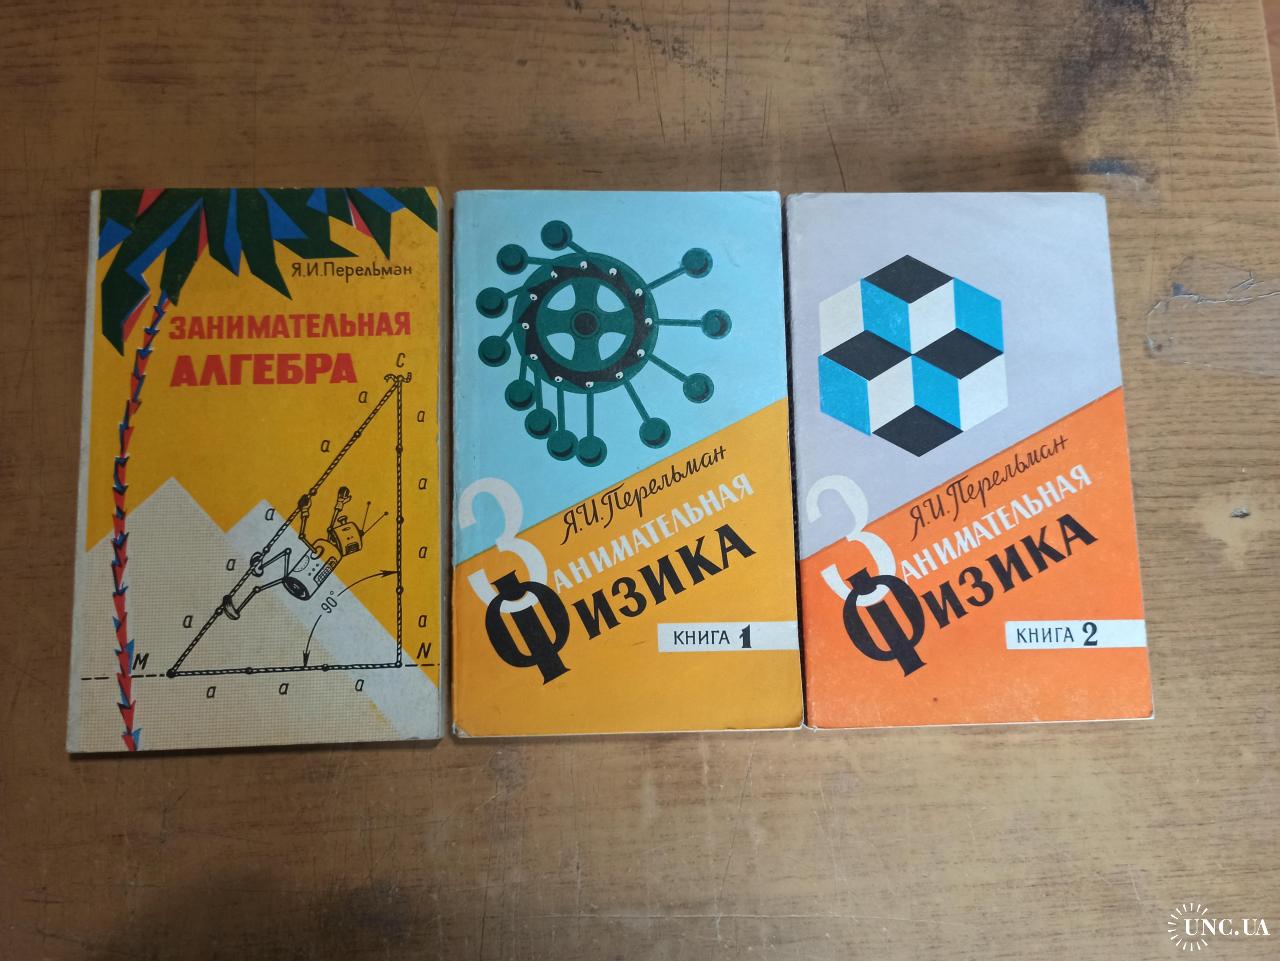 Я.И.Перельман
ЗАНИМАТЕЛЬНАЯ
АЛГЕБРА
C
a
a
a
a
a
a
a
a
a
90°
M
N
a
a
a
Я.И.Перельман
ЗАНИМАТЕЛЬНАЯ
ФИЗИКА
КНИГА 1
Я.И.Перельман
ЗАНИМАТЕЛЬНАЯ
ФИЗИКА
КНИГА 2
UNC.UA